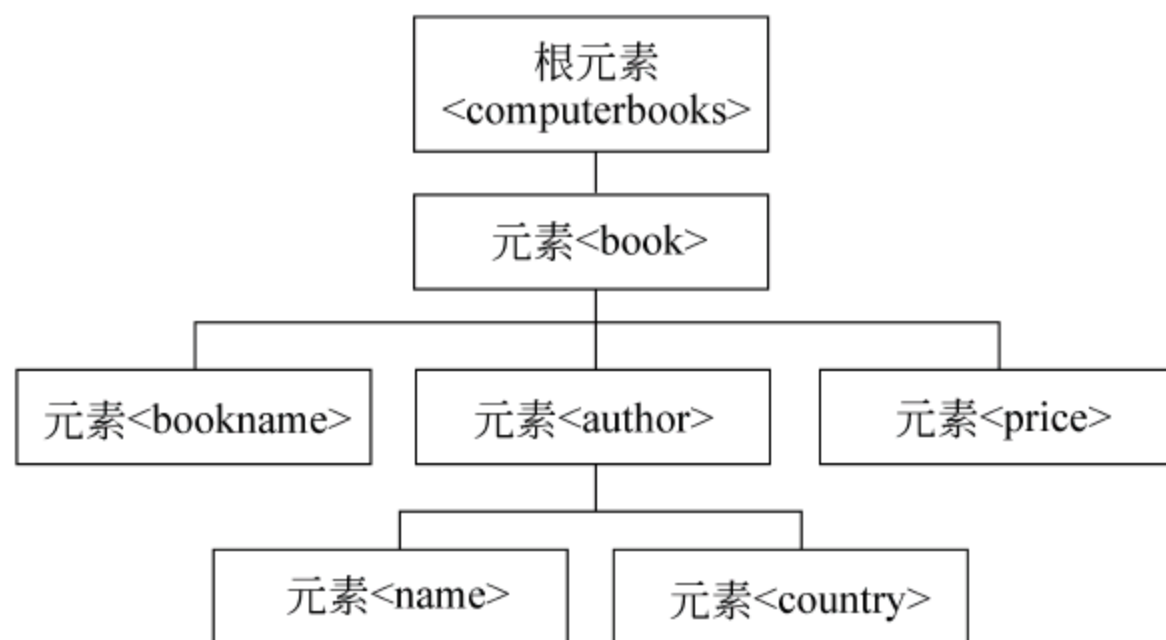 根元素
<computerbooks>
元素<book>
元素<bookname>
元素<author>
元素<price>
元素<name>
元素<country>